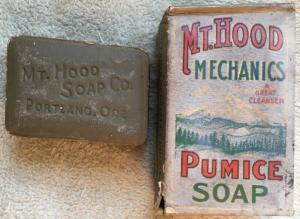 Mt. Hood
Soap Co.
Portland, Ore
Mt. Hood
MECHANICS
A
GREAT
CLEANSER
PUMICE
SOAP